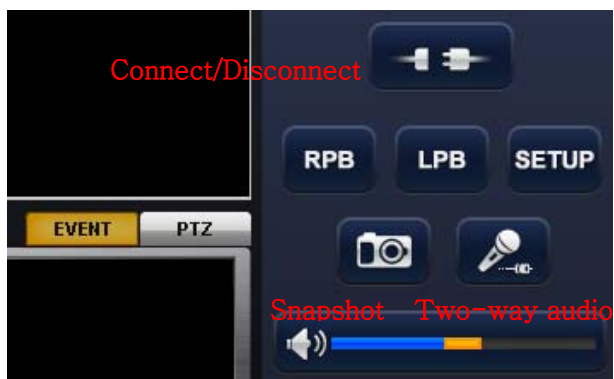 Connect/Disconnect
RPB LPB SETUP
EVENT PTZ
Snapshot Two-way audio